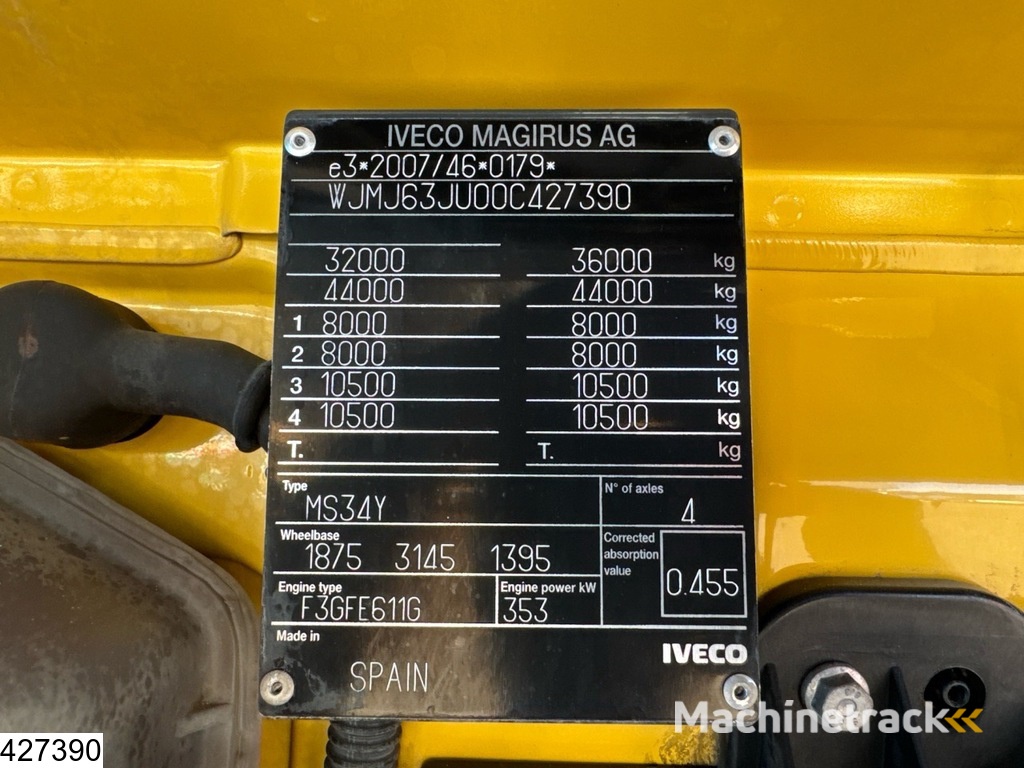 IVECO MAGIRUS AG
e3*2007/46*0179*
WJMJ63JU00C427390
32000 36000 kg
44000 44000 kg
1 8000 8000 kg
2 8000 8000 kg
3 10500 10500 kg
4 10500 10500 kg
T. T. kg
Type N° of axles
MS34Y 4
Wheelbase Corrected absorption value
1875 3145 1395 0.455
Engine type Engine power kW
F3GFE611G 353
Made in
SPAIN IVECO
Machinetrack
427390